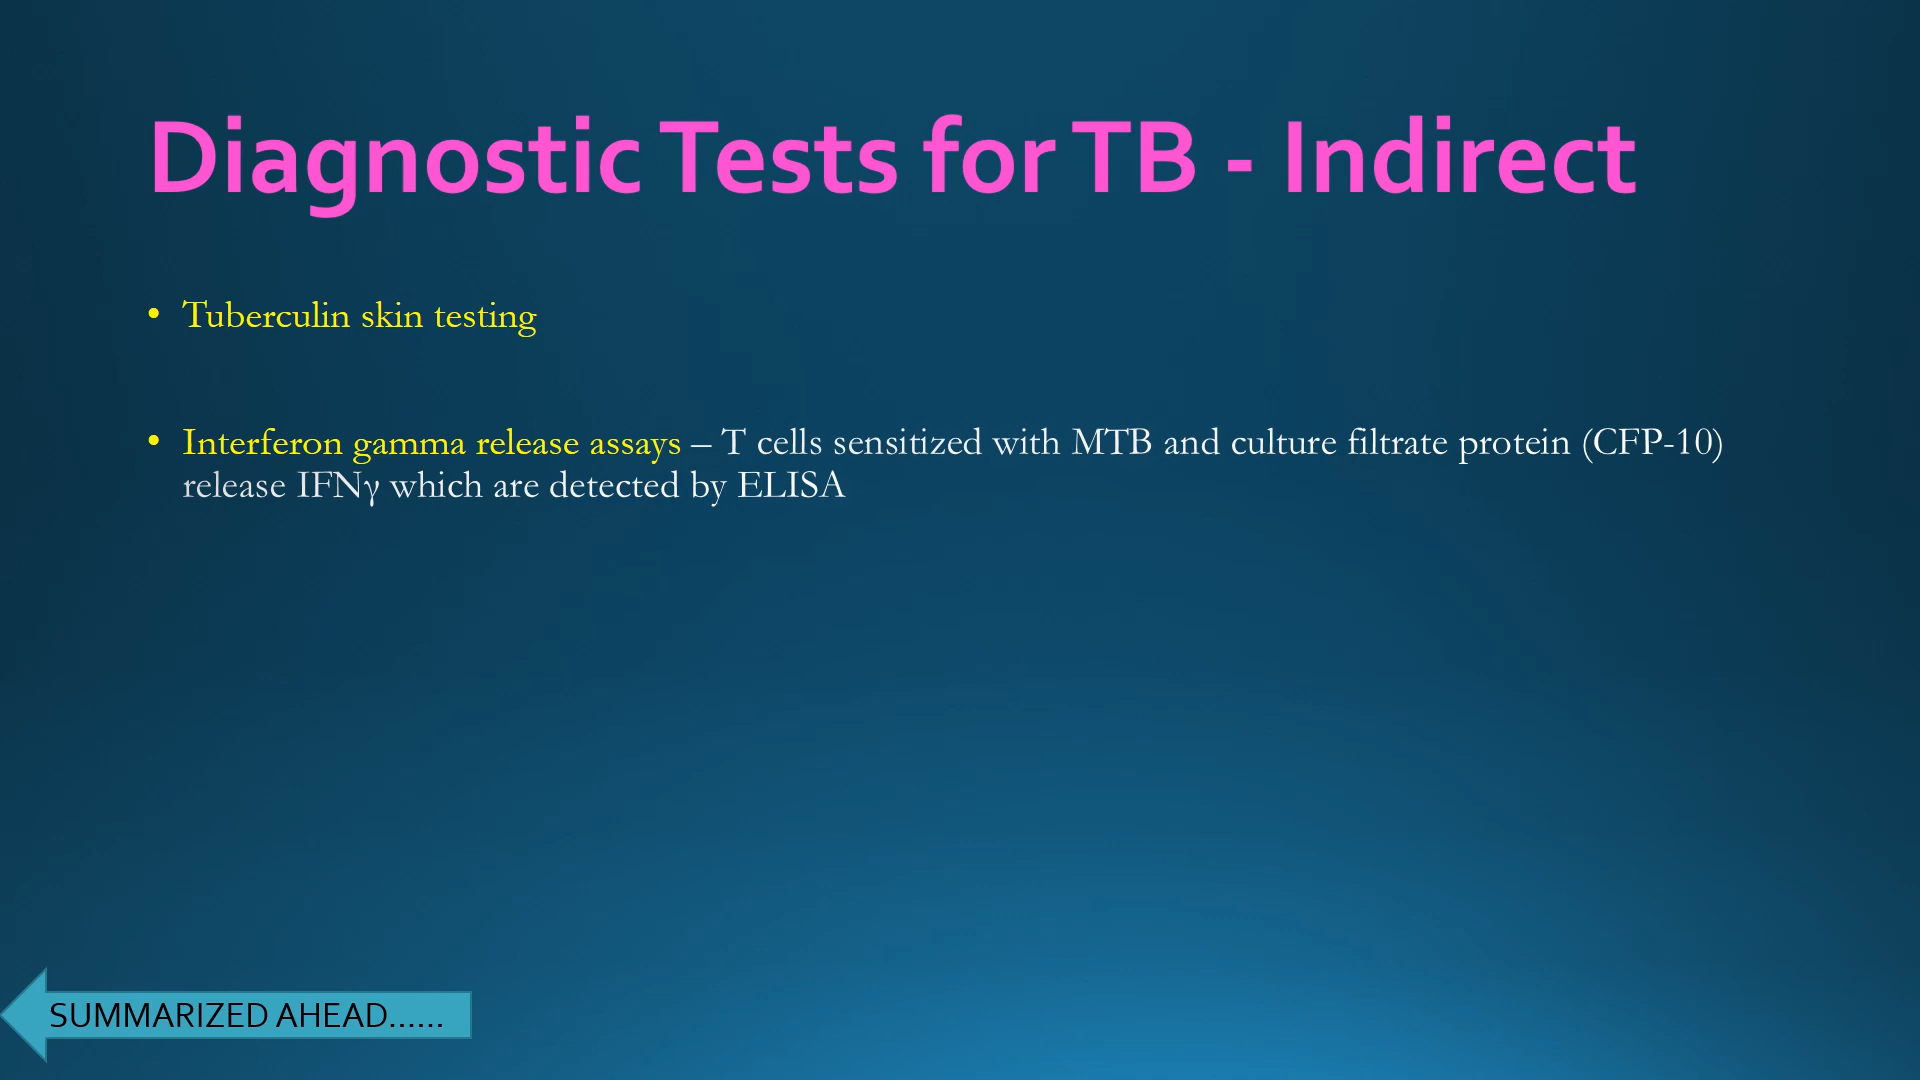 Diagnostic Tests for TB - Indirect
• Tuberculin skin testing
• Interferon gamma release assays – T cells sensitized with MTB and culture filtrate protein (CFP-10)
release IFNγ which are detected by ELISA
SUMMARIZED AHEAD......